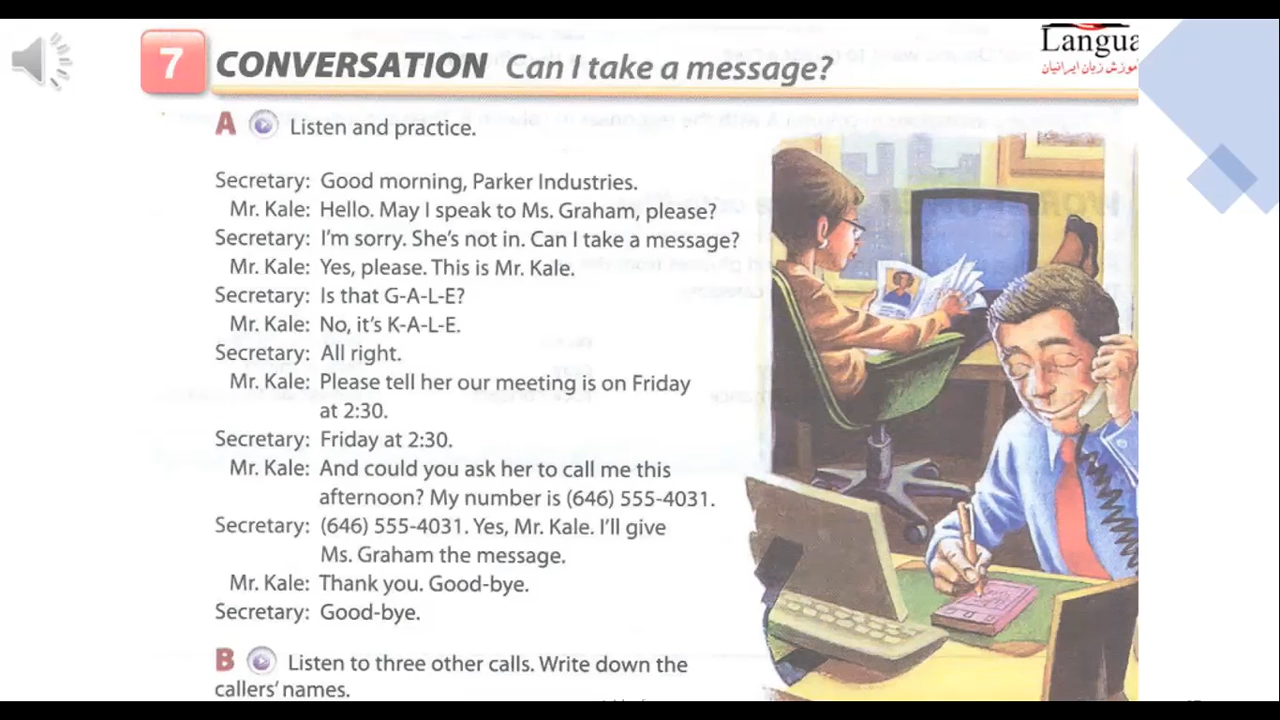 Langua
آموزش زبان ایرانیان
7 CONVERSATION Can I take a message?
A Listen and practice.
Secretary: Good morning, Parker Industries.
Mr. Kale: Hello. May I speak to Ms. Graham, please?
Secretary: I'm sorry. She's not in. Can I take a message?
Mr. Kale: Yes, please. This is Mr. Kale.
Secretary: Is that G-A-L-E?
Mr. Kale: No, it's K-A-L-E.
Secretary: All right.
Mr. Kale: Please tell her our meeting is on Friday
at 2:30.
Secretary: Friday at 2:30.
Mr. Kale: And could you ask her to call me this
afternoon? My number is (646) 555-4031.
Secretary: (646) 555-4031. Yes, Mr. Kale. I'll give
Ms. Graham the message.
Mr. Kale: Thank you. Good-bye.
Secretary: Good-bye.
B Listen to three other calls. Write down the
callers' names.